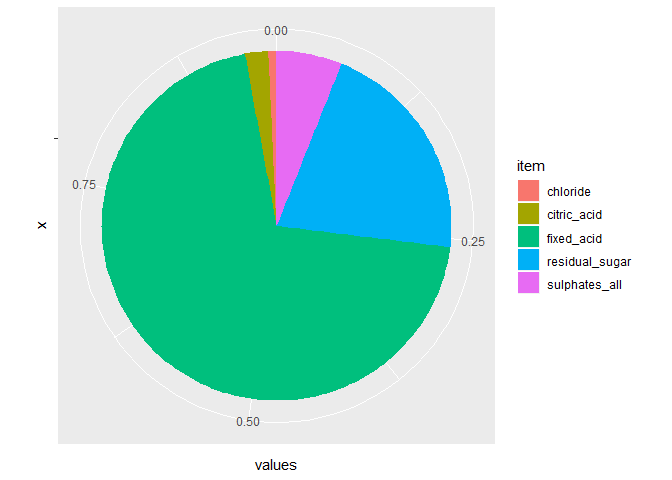 0.00
0.75
0.25
0.50
x
values
item
chloride
citric_acid
fixed_acid
residual_sugar
sulphates_all